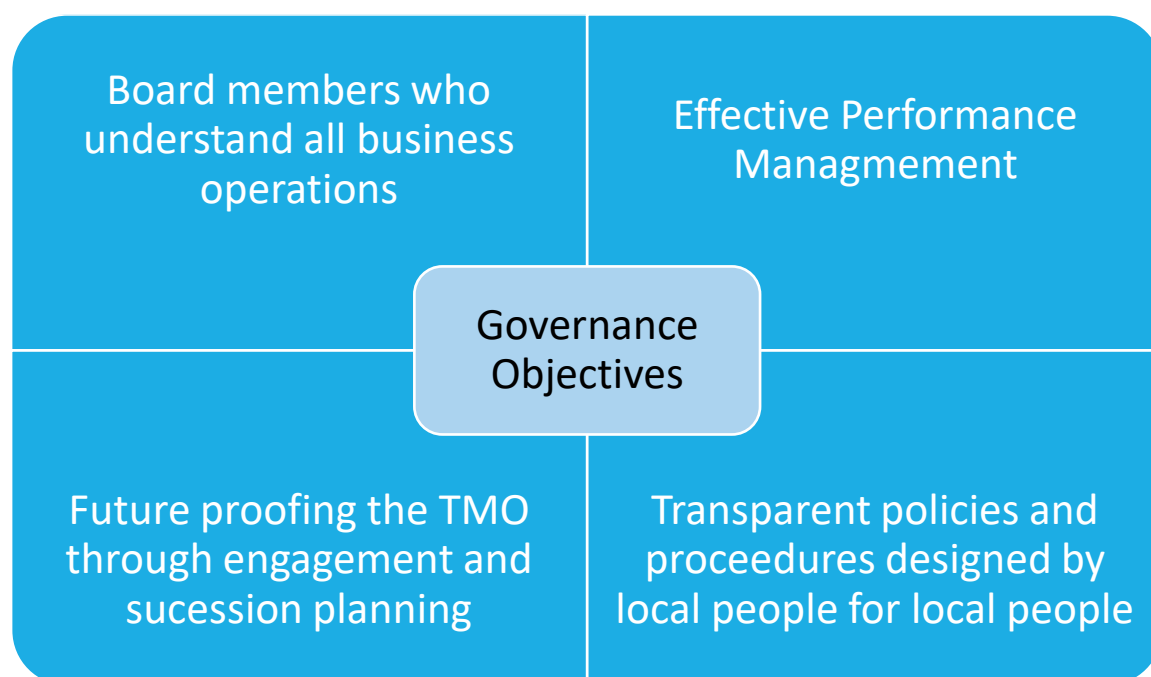 Board members who
understand all business
operations
Effective Performance
Managmement
Governance
Objectives
Future proofing the TMO
through engagement and
sucession planning
Transparent policies and
proceedures designed by
local people for local people